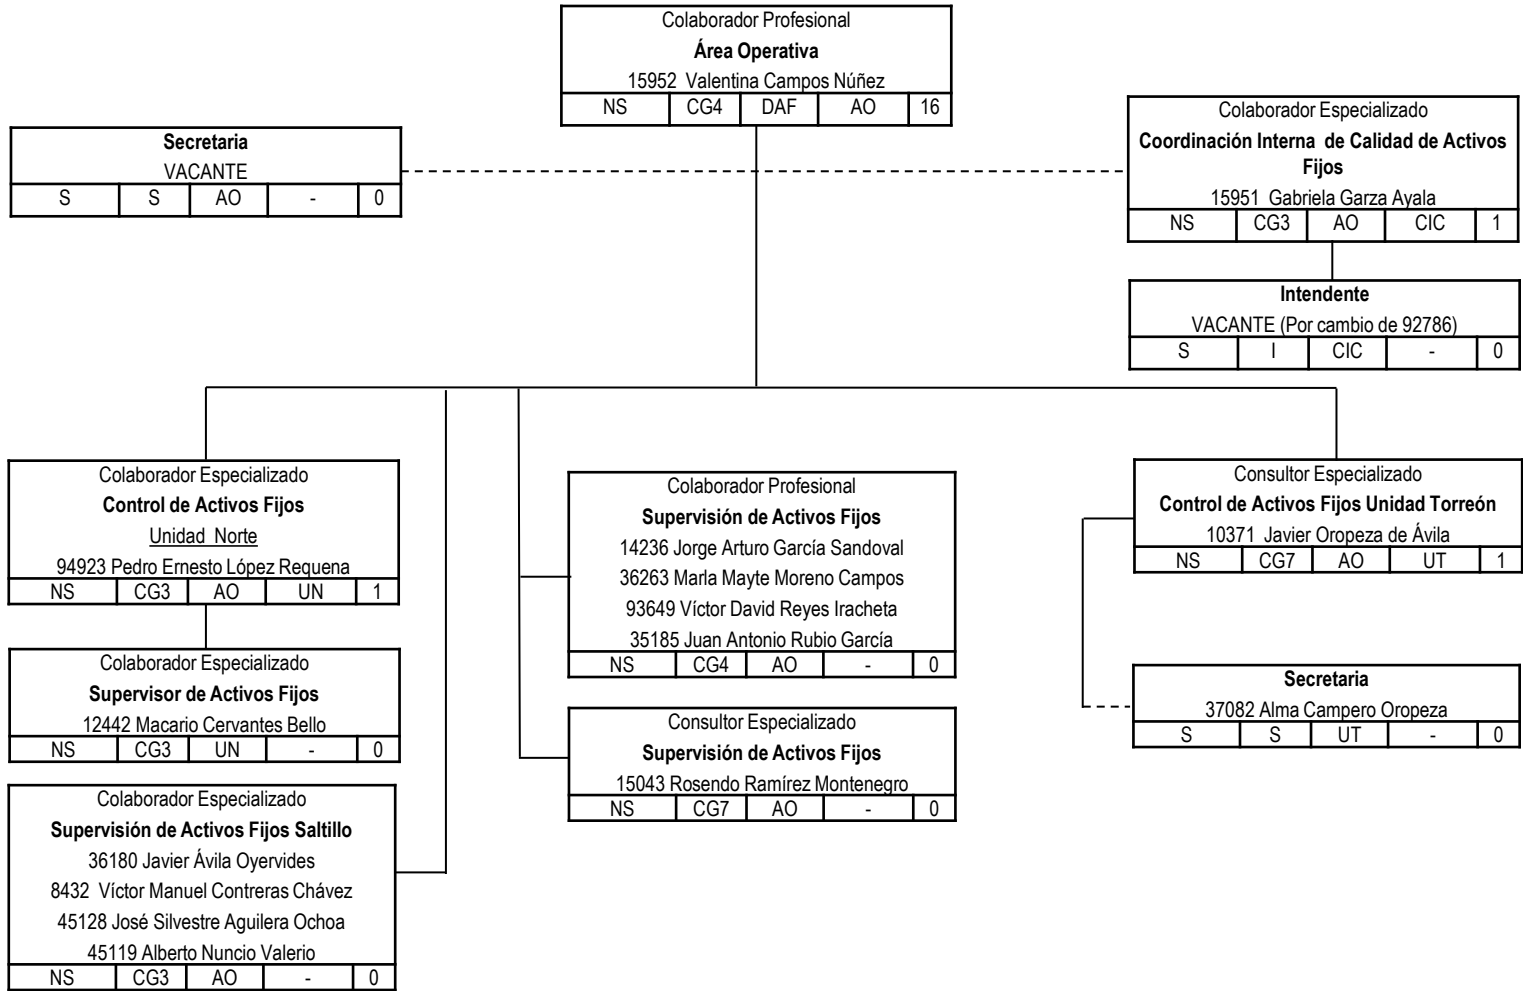 Colaborador Profesional
Área Operativa
15952 Valentina Campos Núñez
NS CG4 DAF AO 16
Secretaria
VACANTE
S S AO - 0
Colaborador Especializado
Coordinación Interna de Calidad de Activos
Fijos
15951 Gabriela Garza Ayala
NS CG3 AO CIC 1
Intendente
VACANTE (Por cambio de 92786)
S I CIC - 0
Colaborador Especializado
Control de Activos Fijos
Unidad Norte
94923 Pedro Ernesto López Requena
NS CG3 AO UN 1
Colaborador Especializado
Supervisor de Activos Fijos
12442 Macario Cervantes Bello
NS CG3 UN - 0
Colaborador Especializado
Supervisión de Activos Fijos Saltillo
36180 Javier Ávila Oyervides
8432 Víctor Manuel Contreras Chávez
45128 José Silvestre Aguilera Ochoa
45119 Alberto Nuncio Valerio
NS CG3 AO - 0
Colaborador Profesional
Supervisión de Activos Fijos
14236 Jorge Arturo García Sandoval
36263 Marla Mayte Moreno Campos
93649 Víctor David Reyes Iracheta
35185 Juan Antonio Rubio García
NS CG4 AO - 0
Consultor Especializado
Supervisión de Activos Fijos
15043 Rosendo Ramírez Montenegro
NS CG7 AO - 0
Consultor Especializado
Control de Activos Fijos Unidad Torreón
10371 Javier Oropeza de Ávila
NS CG7 AO UT 1
Secretaria
37082 Alma Campero Oropeza
S S UT - 0